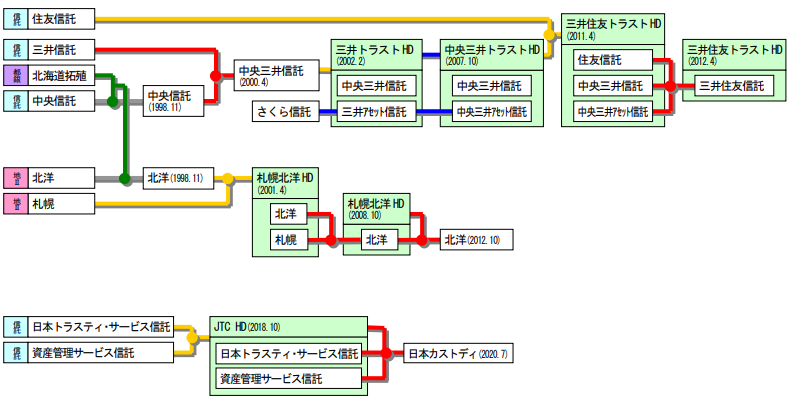 信託 住友信託
信託 三井信託
都銀 北海道拓殖
信託 中央信託
中央信託
(1998.11)
中央三井信託
(2000.4)
さくら信託
三井トラストHD
(2002.2)
中央三井信託
三井ｱｾｯﾄ信託
中央三井トラストHD
(2007.10)
中央三井信託
中央三井ｱｾｯﾄ信託
三井住友トラストHD
(2011.4)
住友信託
中央三井信託
中央三井ｱｾｯﾄ信託
三井住友トラストHD
(2012.4)
三井住友信託
地Ⅱ 北洋
地Ⅱ 札幌
北洋(1998.11)
札幌北洋HD
(2001.4)
北洋
札幌
札幌北洋HD
(2008.10)
北洋
北洋(2012.10)
信託 日本トラスティ・サービス信託
信託 資産管理サービス信託
JTC HD(2018.10)
日本トラスティ・サービス信託
資産管理サービス信託
日本カストディ(2020.7)